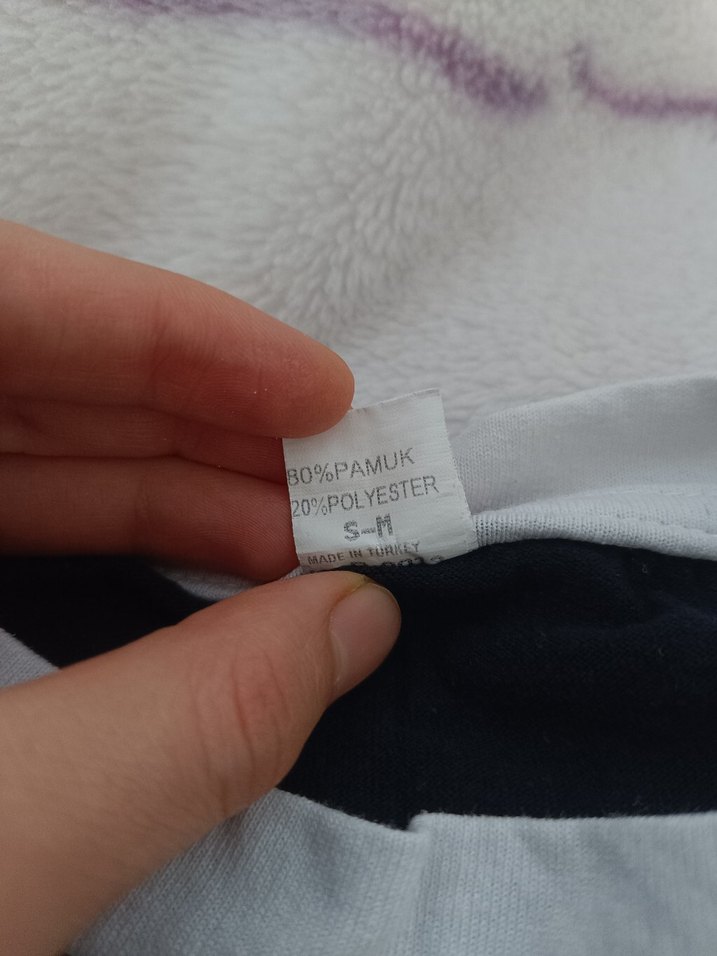 80%PAMUK
20%POLYESTER
S-M
MADE IN TURKEY